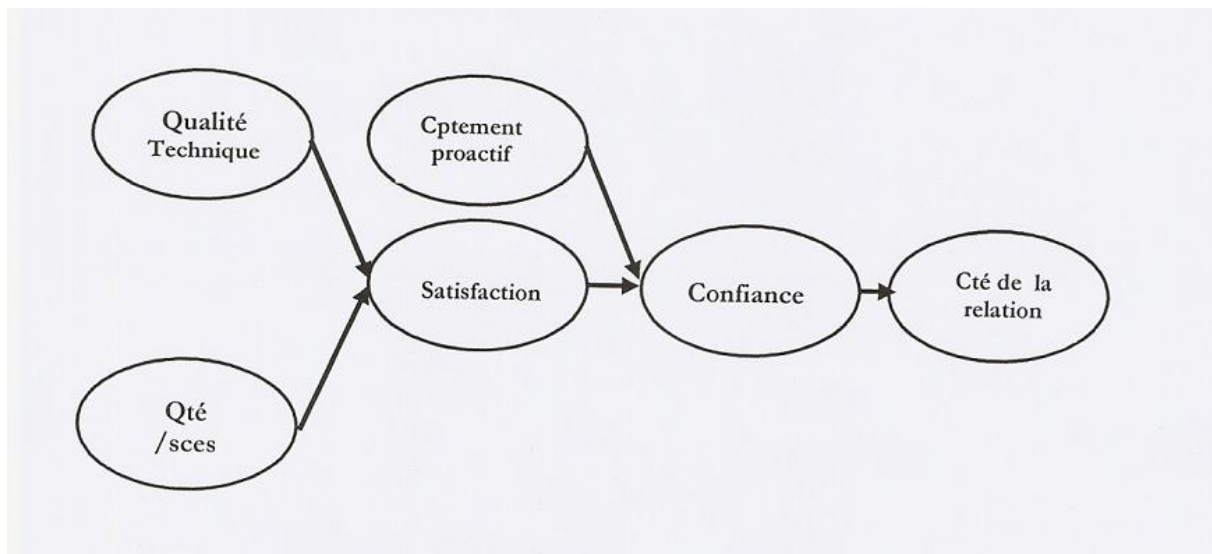 Qualité
Technique
Cptement
proactif
Satisfaction
Confiance
Cté de la
relation
Qté
/sces